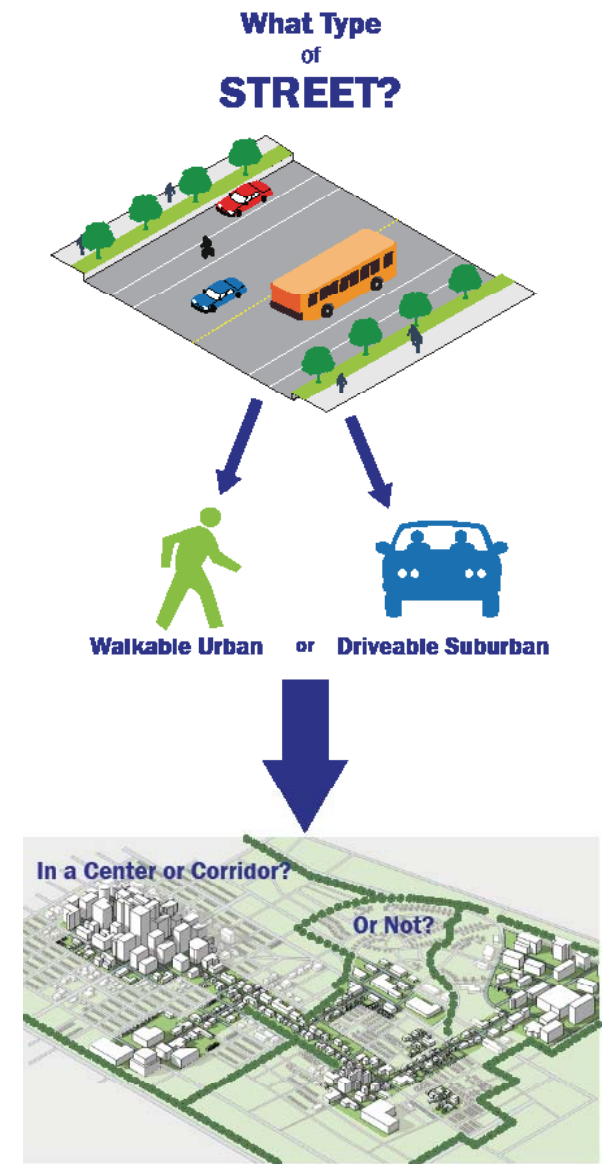 What Type
of
STREET?
Walkable Urban or Driveable Suburban
In a Center or Corridor?
Or Not?